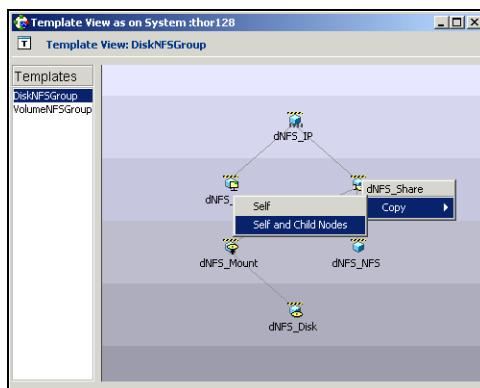 Template View as on System :thor128
T Template View: DiskNFSGroup
Templates
DiskNFSGroup
VolumeNFSGroup
dNFS_IP
dNFS_Share
Copy
dNFS_
Self
Self and Child Nodes
dNFS_Mount
dNFS_NFS
dNFS_Disk